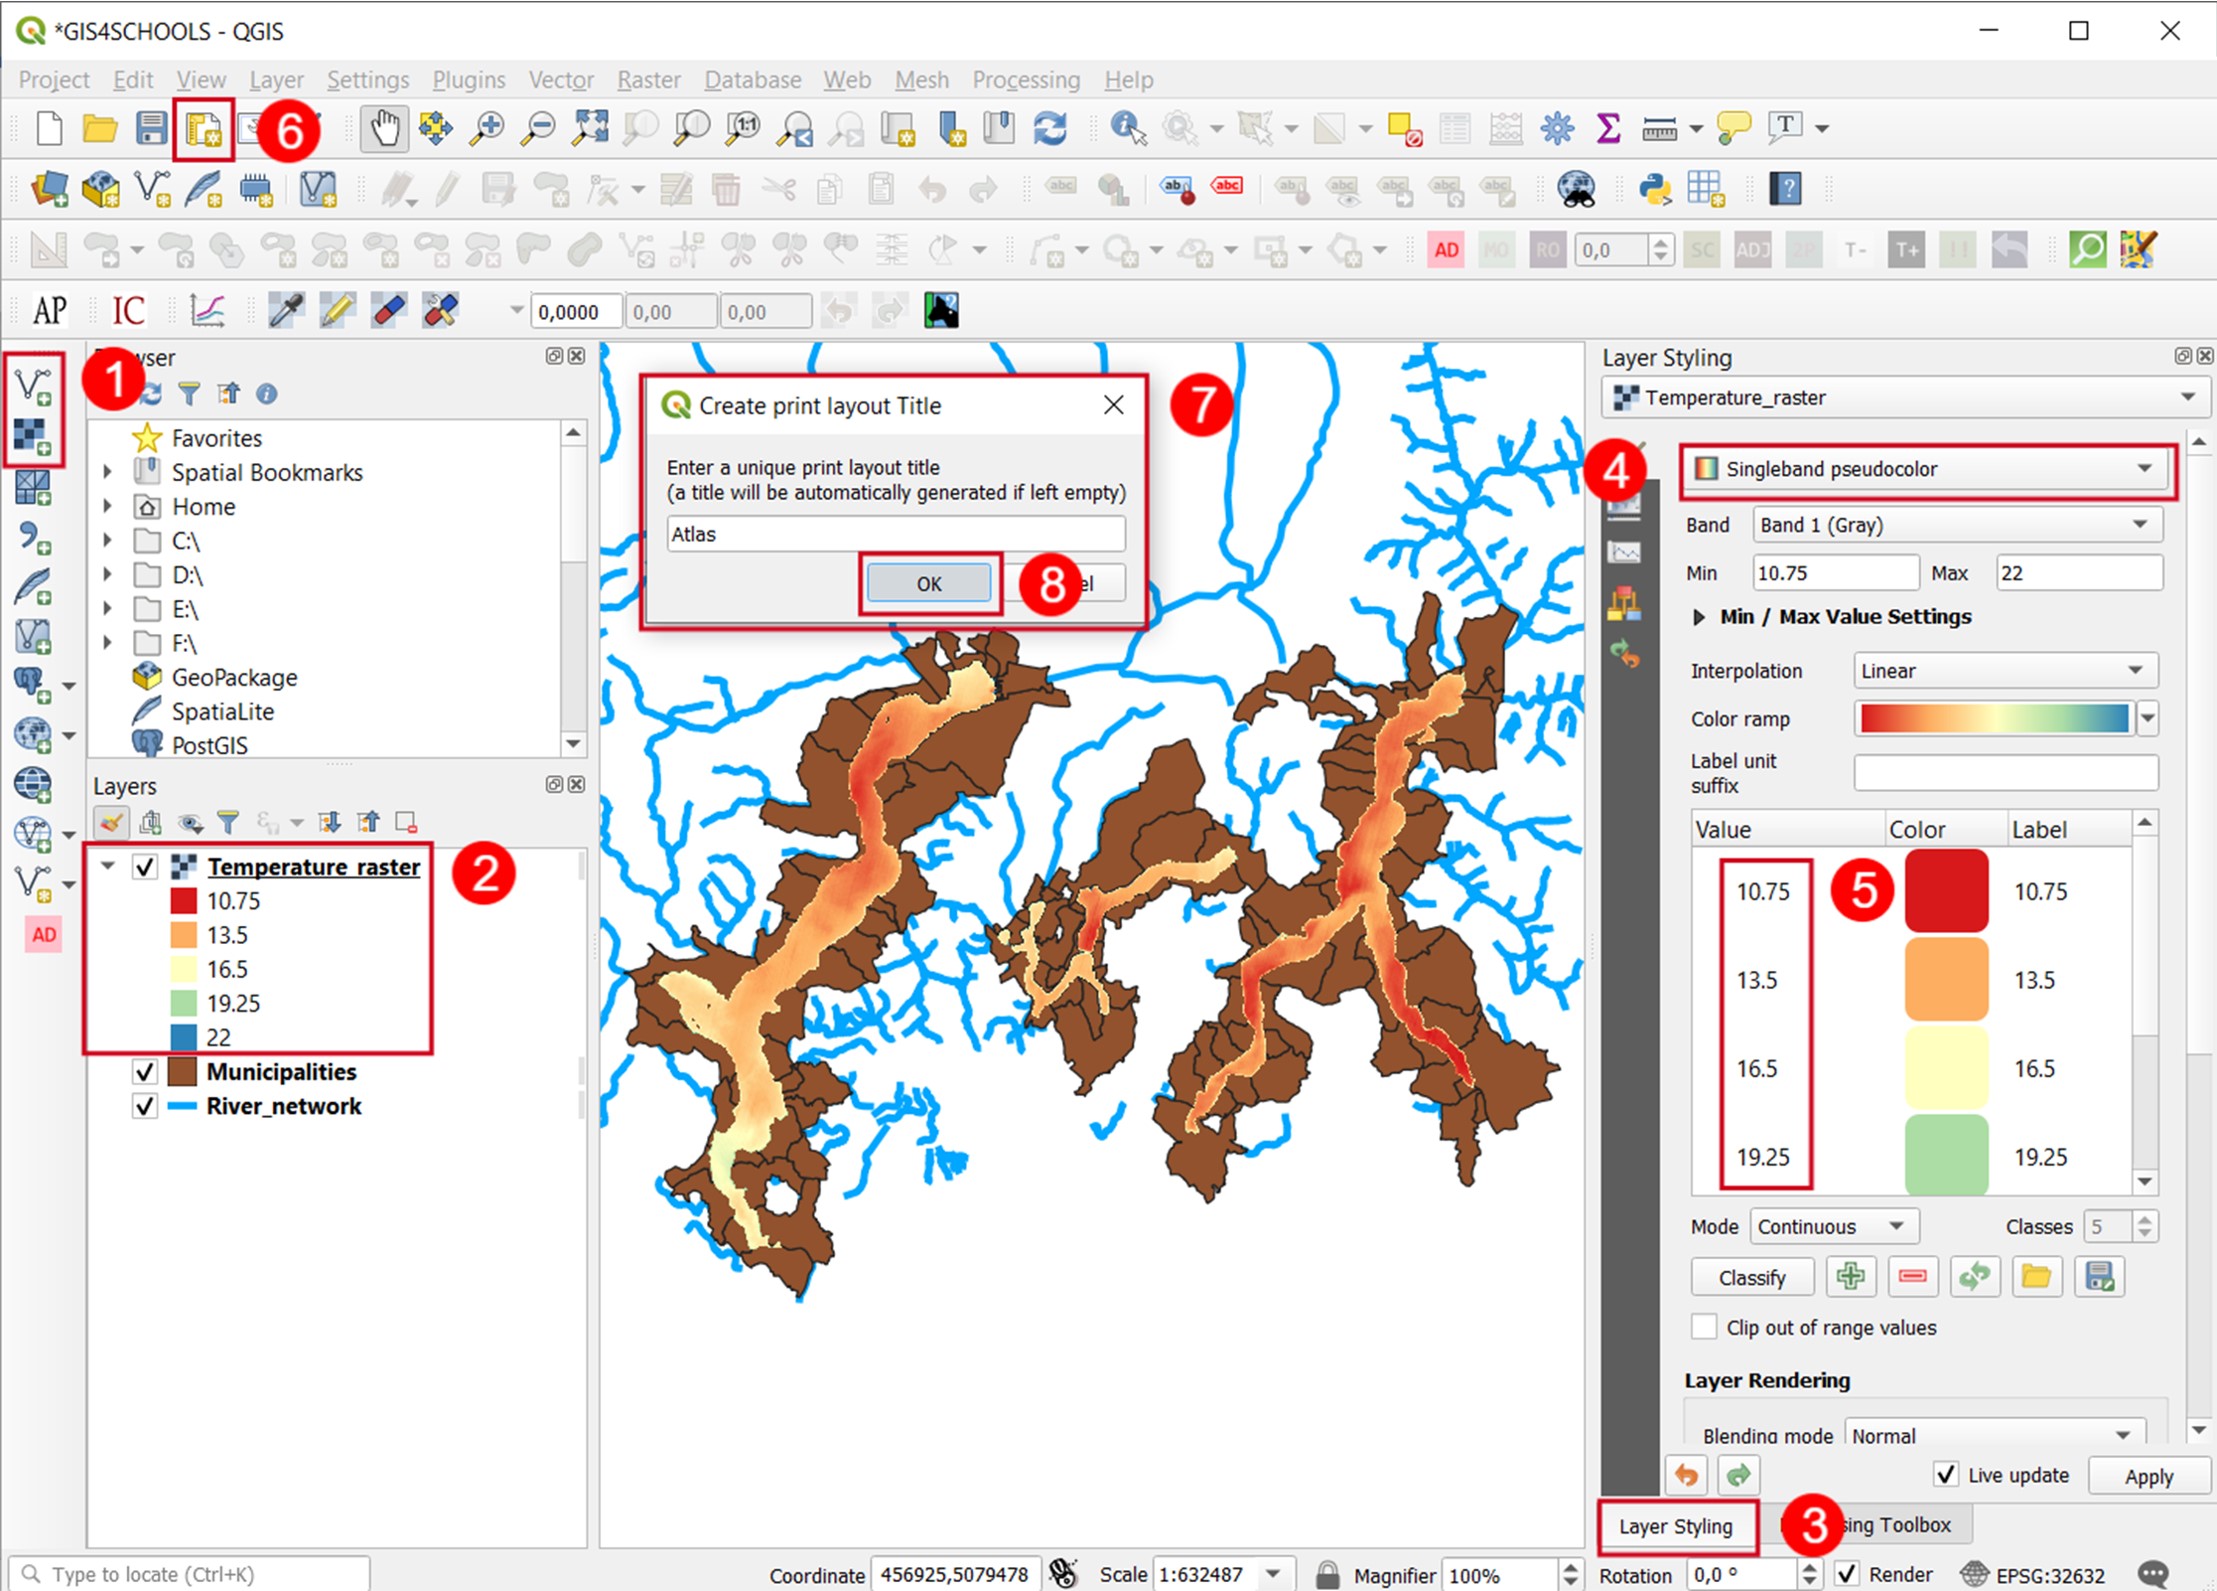 *GIS4SCHOOLS - QGIS
Project Edit View Layer Settings Plugins Vector Raster Database Web Mesh Processing Help
6
1:1
T
abc abc abc
AD MO RO 0,0 SC ADJ 2P T- T+ !!
AP IC 0,0000 0,00 0,00
1
Favorites
Spatial Bookmarks
Home
C:\
D:\
E:\
F:\
GeoPackage
SpatiaLite
PostGIS
Layers
2
Temperature_raster
10.75
13.5
16.5
19.25
22
Municipalities
River_network
AD
Create print layout Title
7
Enter a unique print layout title
(a title will be automatically generated if left empty)
Atlas
OK
8
Layer Styling
Temperature_raster
4
Singleband pseudocolor
Band Band 1 (Gray)
Min 10.75 Max 22
Min / Max Value Settings
Interpolation Linear
Color ramp
Label unit
suffix
Value Color Label
10.75 5 10.75
13.5 13.5
16.5 16.5
19.25 19.25
Mode Continuous Classes 5
Classify
Clip out of range values
Layer Rendering
Blending mode Normal
Live update Apply
Layer Styling 3 Toolbox
Type to locate (Ctrl+K) Coordinate 456925,5079478 Scale 1:632487 Magnifier 100% Rotation 0,0 ° Render EPSG:32632